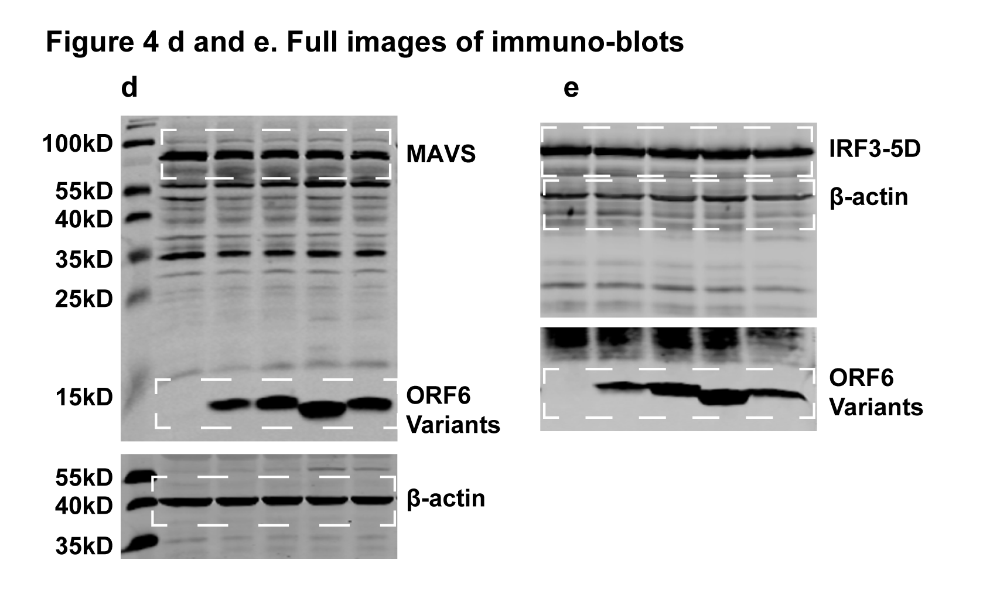 Figure 4 d and e. Full images of immuno-blots
d
100kD
55kD
40kD
35kD
25kD
15kD
MAVS
ORF6
Variants
55kD
40kD
35kD
β-actin
e
IRF3-5D
β-actin
ORF6
Variants